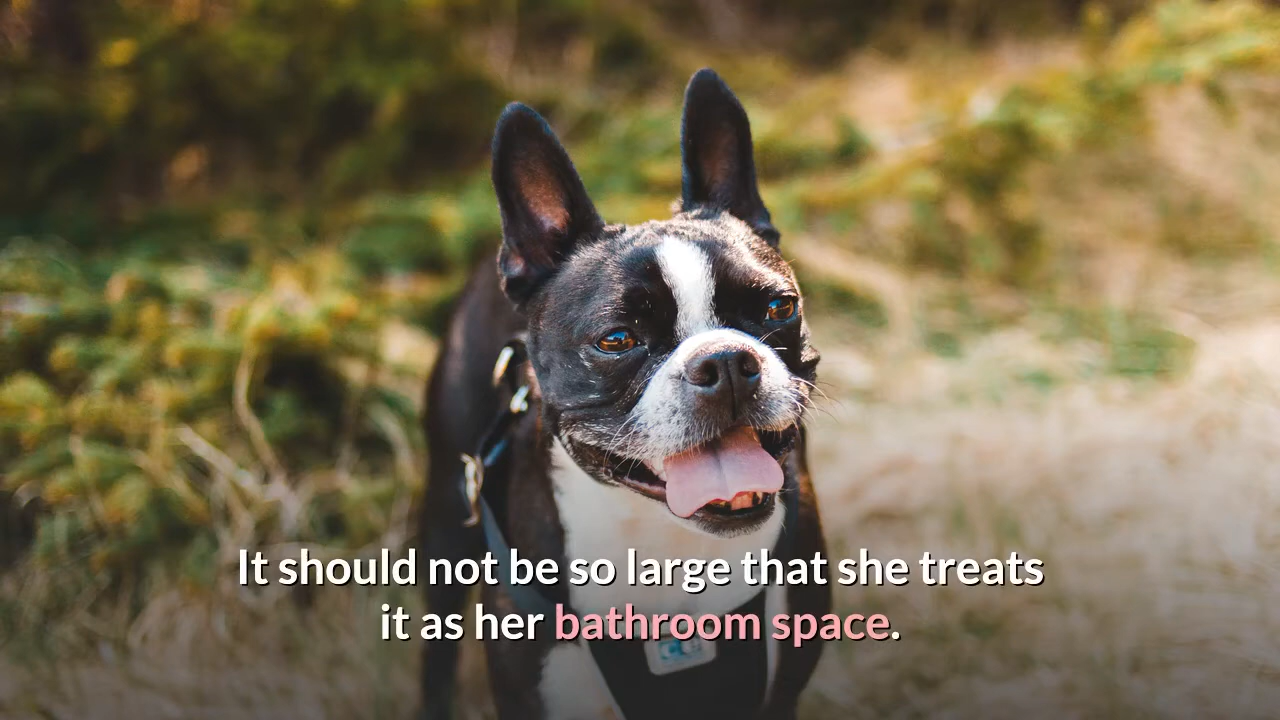 It should not be so large that she treats
it as her bathroom space.